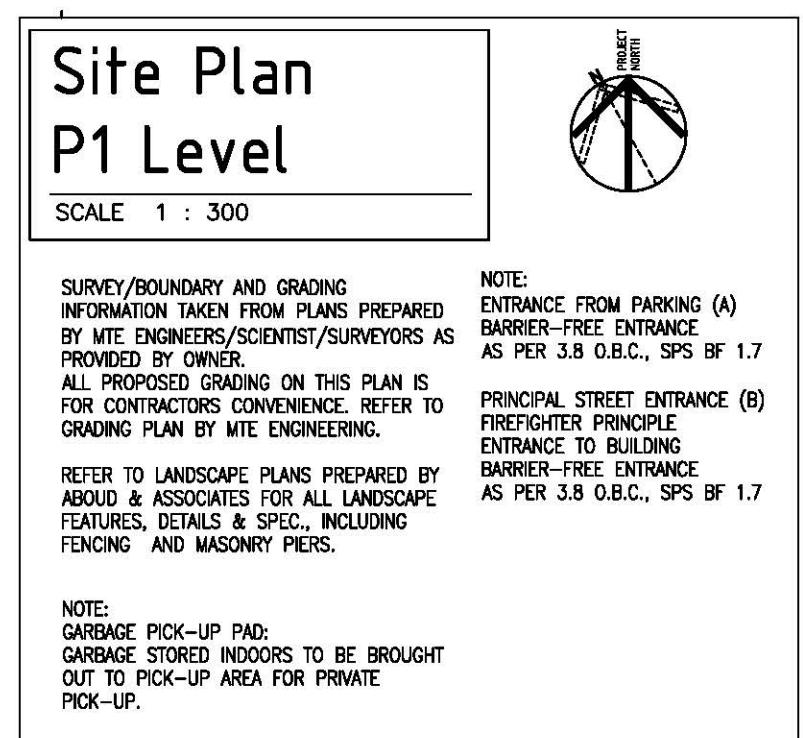 Site Plan
P1 Level
SCALE 1 : 300
PROJECT
NORTH
N
SURVEY/BOUNDARY AND GRADING
INFORMATION TAKEN FROM PLANS PREPARED
BY MTE ENGINEERS/SCIENTIST/SURVEYORS AS
PROVIDED BY OWNER.
ALL PROPOSED GRADING ON THIS PLAN IS
FOR CONTRACTORS CONVENIENCE. REFER TO
GRADING PLAN BY MTE ENGINEERING.
REFER TO LANDSCAPE PLANS PREPARED BY
ABOUD & ASSOCIATES FOR ALL LANDSCAPE
FEATURES, DETAILS & SPEC., INCLUDING
FENCING AND MASONRY PIERS.
NOTE:
GARBAGE PICK-UP PAD:
GARBAGE STORED INDOORS TO BE BROUGHT
OUT TO PICK-UP AREA FOR PRIVATE
PICK-UP.
NOTE:
ENTRANCE FROM PARKING (A)
BARRIER-FREE ENTRANCE
AS PER 3.8 O.B.C., SPS BF 1.7
PRINCIPAL STREET ENTRANCE (B)
FIREFIGHTER PRINCIPLE
ENTRANCE TO BUILDING
BARRIER-FREE ENTRANCE
AS PER 3.8 O.B.C., SPS BF 1.7